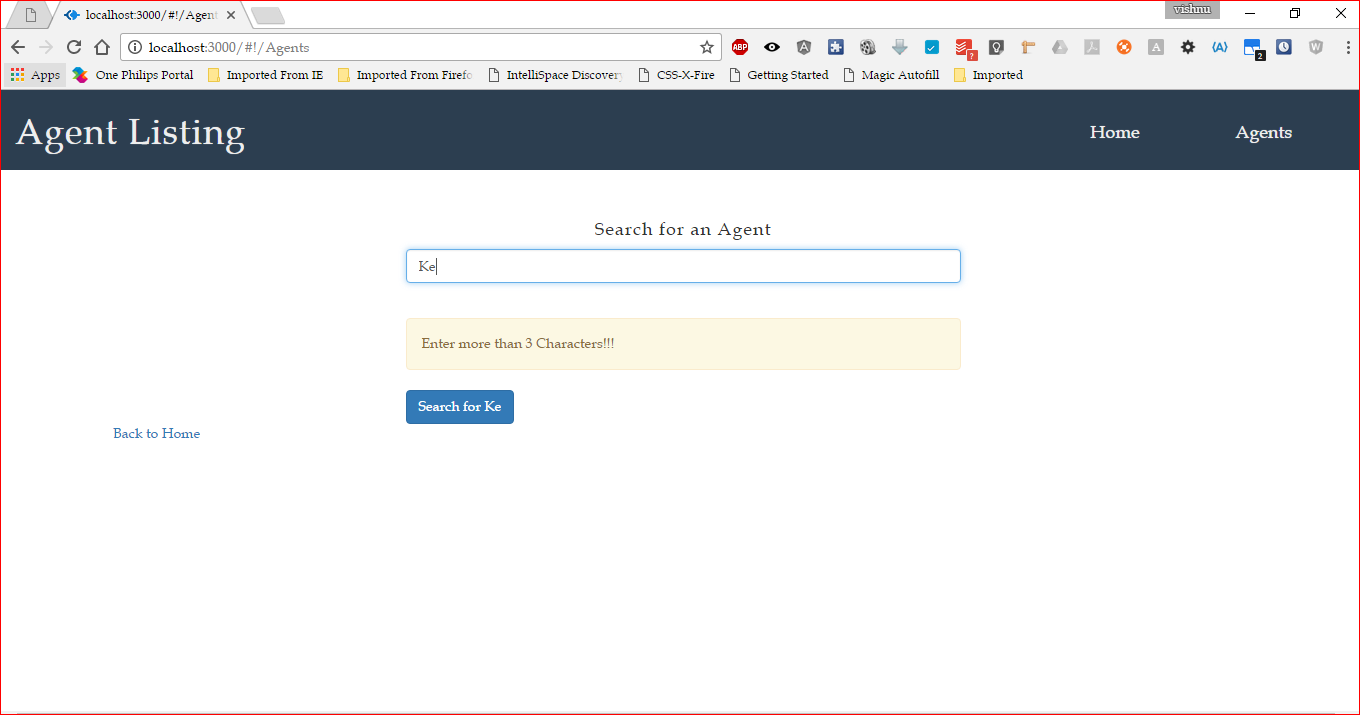 localhost:3000/#!/Agent
vishnu
localhost:3000/#!/Agents
ABP
?
A
2
W
Apps
One Philips Portal
Imported From IE
Imported From Firefo
IntelliSpace Discovery
CSS-X-Fire
Getting Started
Magic Autofill
Imported
Agent Listing
Home
Agents
Search for an Agent
Ke
Enter more than 3 Characters!!!
Search for Ke
Back to Home